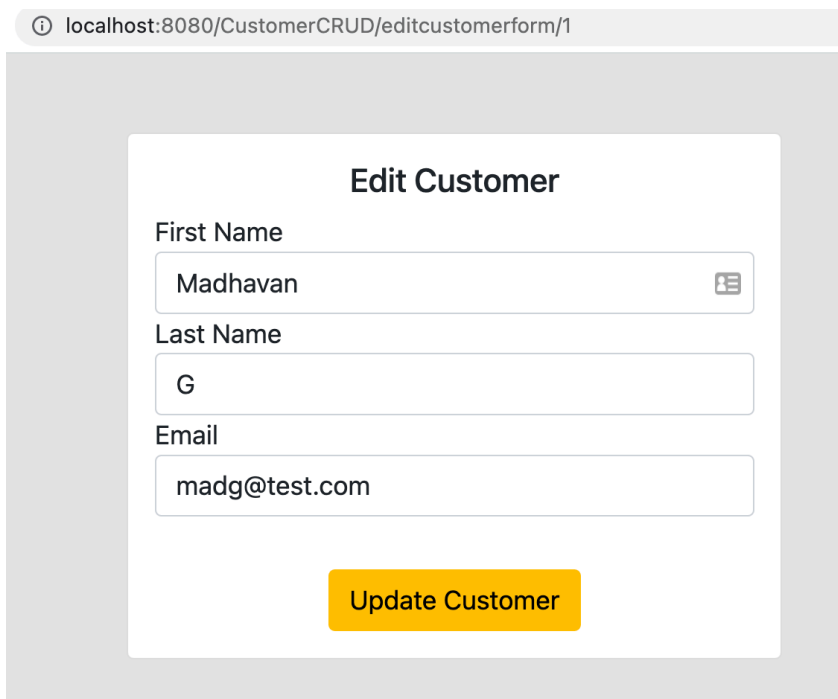 localhost:8080/CustomerCRUD/editcustomerform/1
Edit Customer
First Name
Madhavan
Last Name
G
Email
madg@test.com
Update Customer